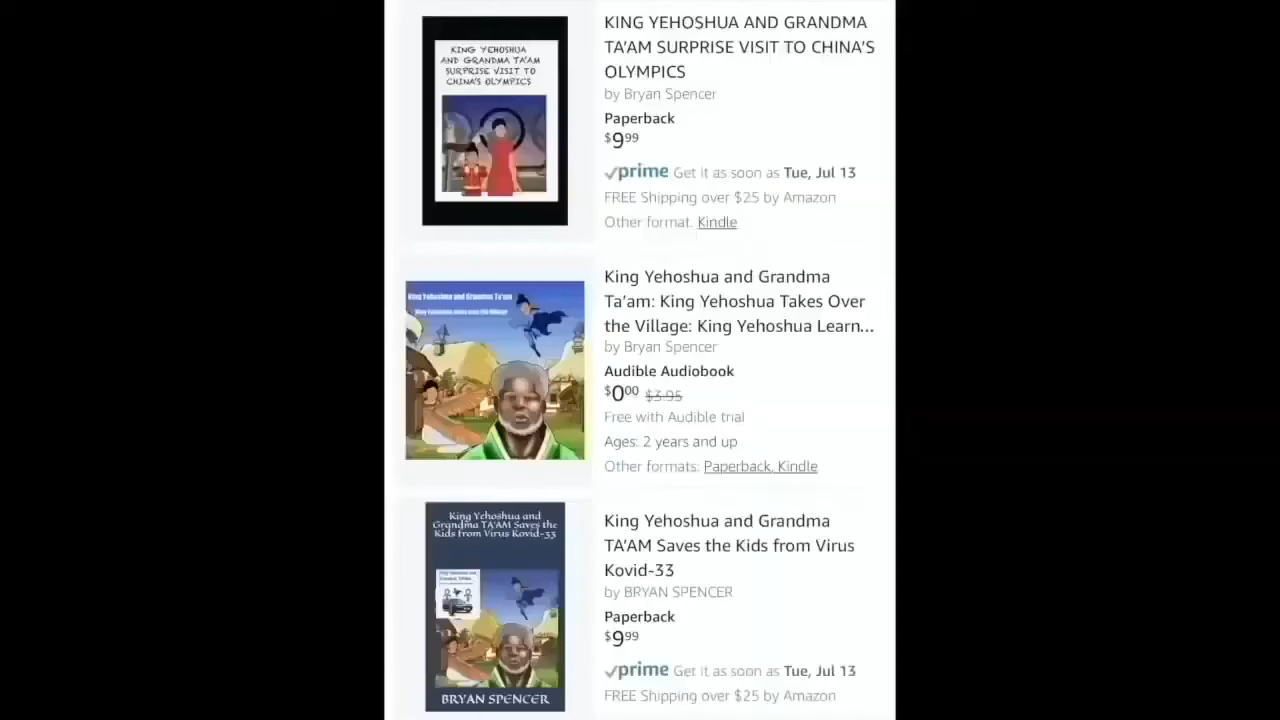 KING YEHOSHUA
AND GRANDMA TA'AM
SURPRISE VISIT TO
CHINA'S OLYMPICS
KING YEHOSHUA AND GRANDMA
TA'AM SURPRISE VISIT TO CHINA'S
OLYMPICS
by Bryan Spencer
Paperback
$9.99
prime Get it as soon as Tue, Jul 13
FREE Shipping over $25 by Amazon
Other format. Kindle
King Yehoshua and Grandma Ta'am
King Yehoshua and Grandma
Ta'am: King Yehoshua Takes Over
the Village: King Yehoshua Learn...
by Bryan Spencer
Audible Audiobook
$0.00 $3.95
Free with Audible trial
Ages: 2 years and up
Other formats: Paperback, Kindle
King Yehoshua and
Grandma TA'AM Saves the
Kids from Virus Kovid-33
BRYAN SPENCER
King Yehoshua and Grandma
TA'AM Saves the Kids from Virus
Kovid-33
by BRYAN SPENCER
Paperback
$9.99
prime Get it as soon as Tue, Jul 13
FREE Shipping over $25 by Amazon